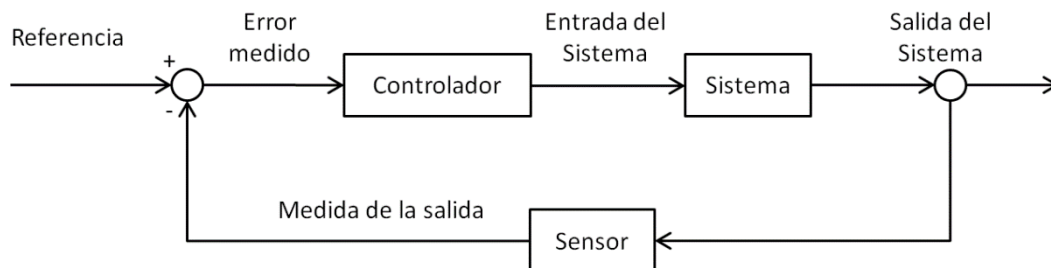 Referencia
+
-
Error
medido
Controlador
Entrada del
Sistema
Sistema
Salida del
Sistema
Medida de la salida
Sensor